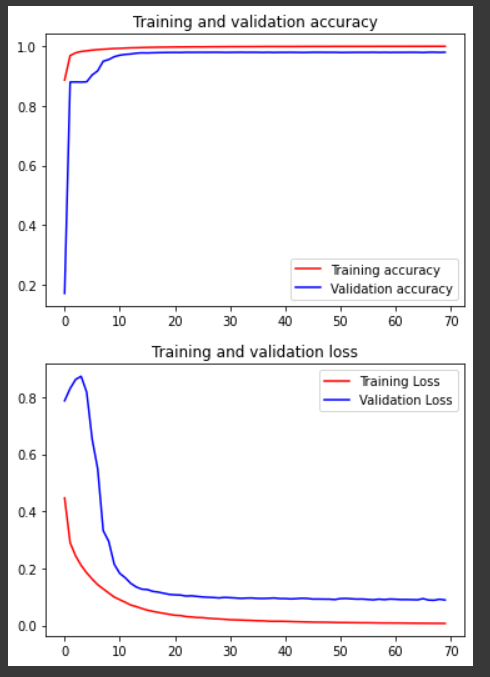 Training and validation accuracy
1.0
0.8
0.6
0.4
0.2
Training accuracy
Validation accuracy
0 10 20 30 40 50 60 70
Training and validation loss
Training Loss
Validation Loss
0.8
0.6
0.4
0.2
0.0
0 10 20 30 40 50 60 70